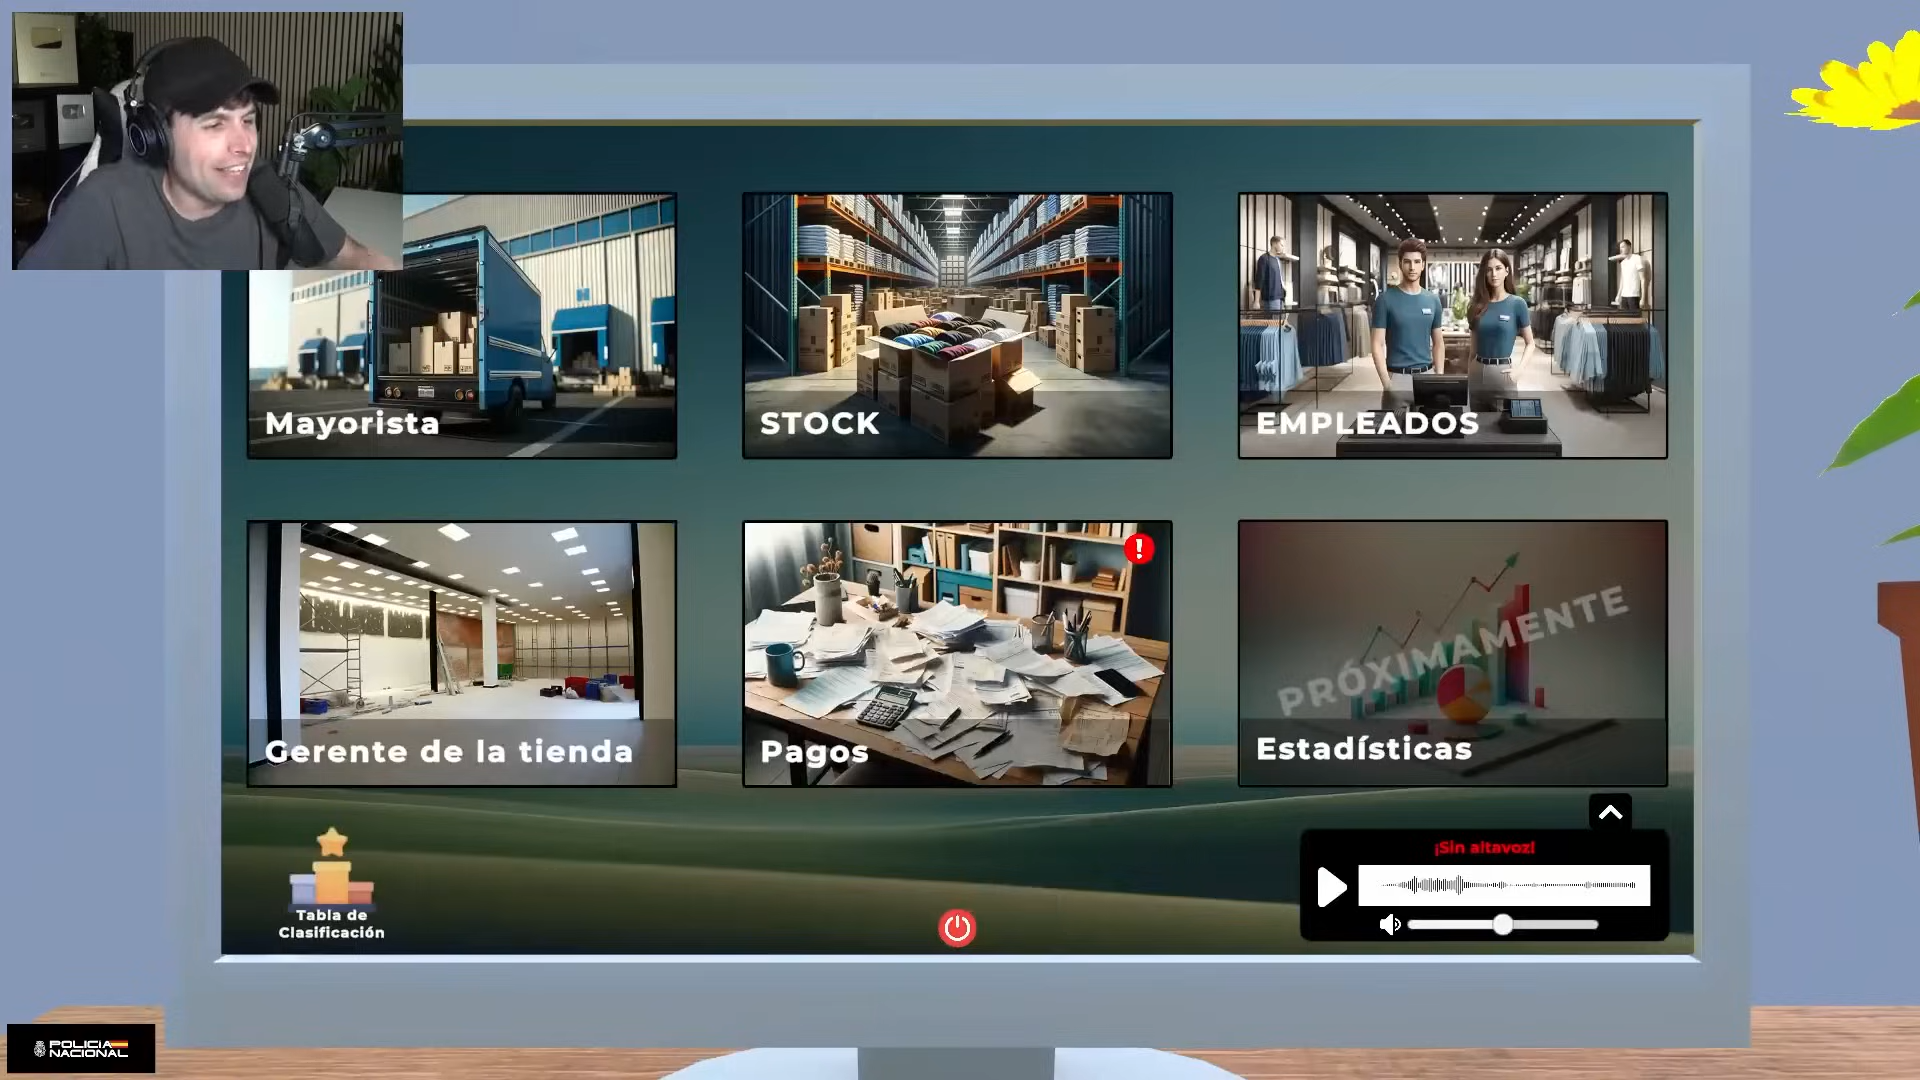 Mayorista
STOCK
EMPLEADOS
Gerente de la tienda
!
Pagos
PRÓXIMAMENTE
Estadísticas
Tabla de
Clasificación
¡Sin altavoz!
POLICIA
NACIONAL